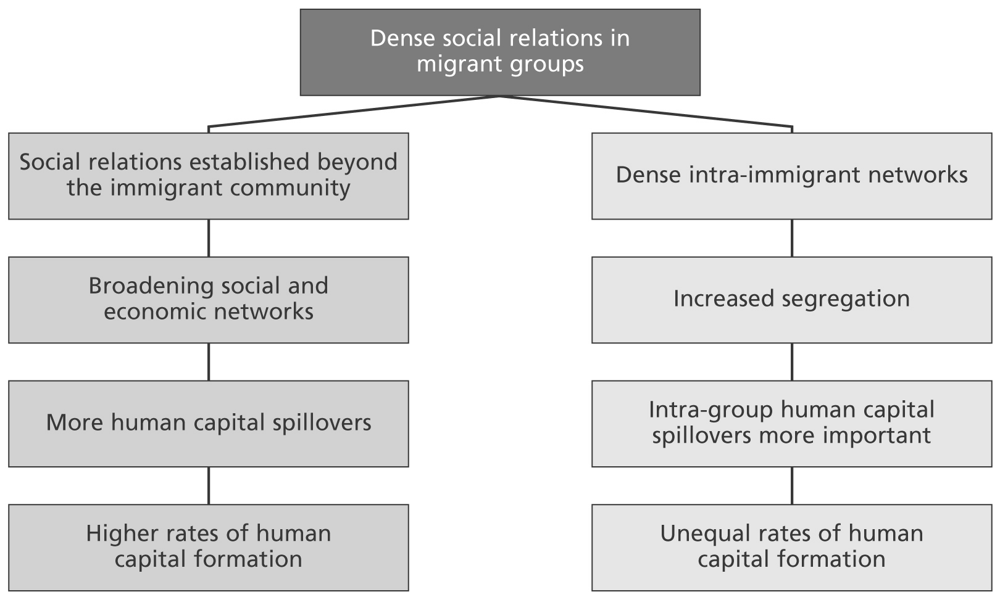 Dense social relations in
migrant groups
Social relations established beyond
the immigrant community
Dense intra-immigrant networks
Broadening social and
economic networks
Increased segregation
More human capital spillovers
Intra-group human capital
spillovers more important
Higher rates of human
capital formation
Unequal rates of human
capital formation